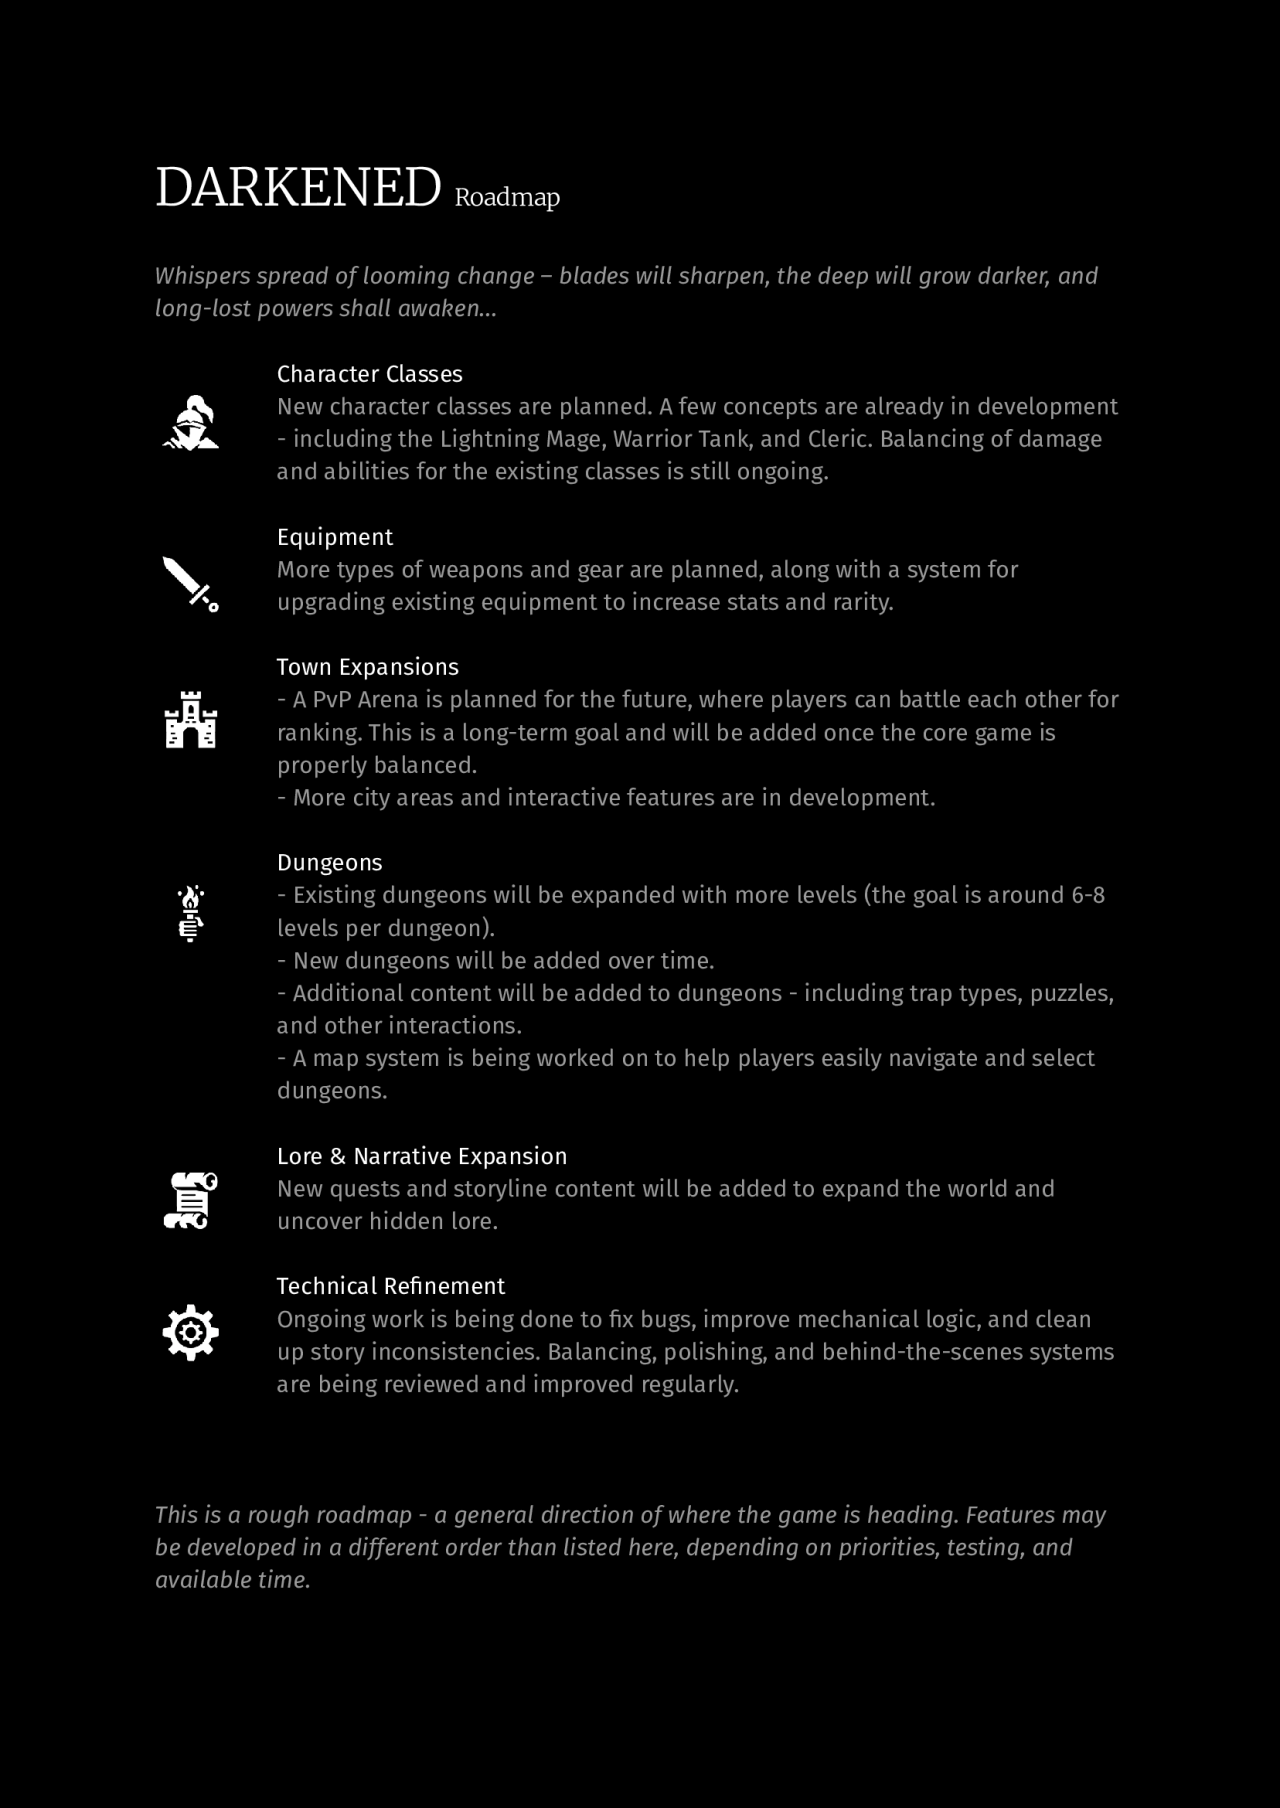 DARKENED Roadmap
Whispers spread of looming change – blades will sharpen, the deep will grow darker, and
long-lost powers shall awaken...
Character Classes
New character classes are planned. A few concepts are already in development
- including the Lightning Mage, Warrior Tank, and Cleric. Balancing of damage
and abilities for the existing classes is still ongoing.
Equipment
More types of weapons and gear are planned, along with a system for
upgrading existing equipment to increase stats and rarity.
Town Expansions
- A PvP Arena is planned for the future, where players can battle each other for
ranking. This is a long-term goal and will be added once the core game is
properly balanced.
- More city areas and interactive features are in development.
Dungeons
- Existing dungeons will be expanded with more levels (the goal is around 6-8
levels per dungeon).
- New dungeons will be added over time.
- Additional content will be added to dungeons - including trap types, puzzles,
and other interactions.
- A map system is being worked on to help players easily navigate and select
dungeons.
Lore & Narrative Expansion
New quests and storyline content will be added to expand the world and
uncover hidden lore.
Technical Refinement
Ongoing work is being done to fix bugs, improve mechanical logic, and clean
up story inconsistencies. Balancing, polishing, and behind-the-scenes systems
are being reviewed and improved regularly.
This is a rough roadmap - a general direction of where the game is heading. Features may
be developed in a different order than listed here, depending on priorities, testing, and
available time.